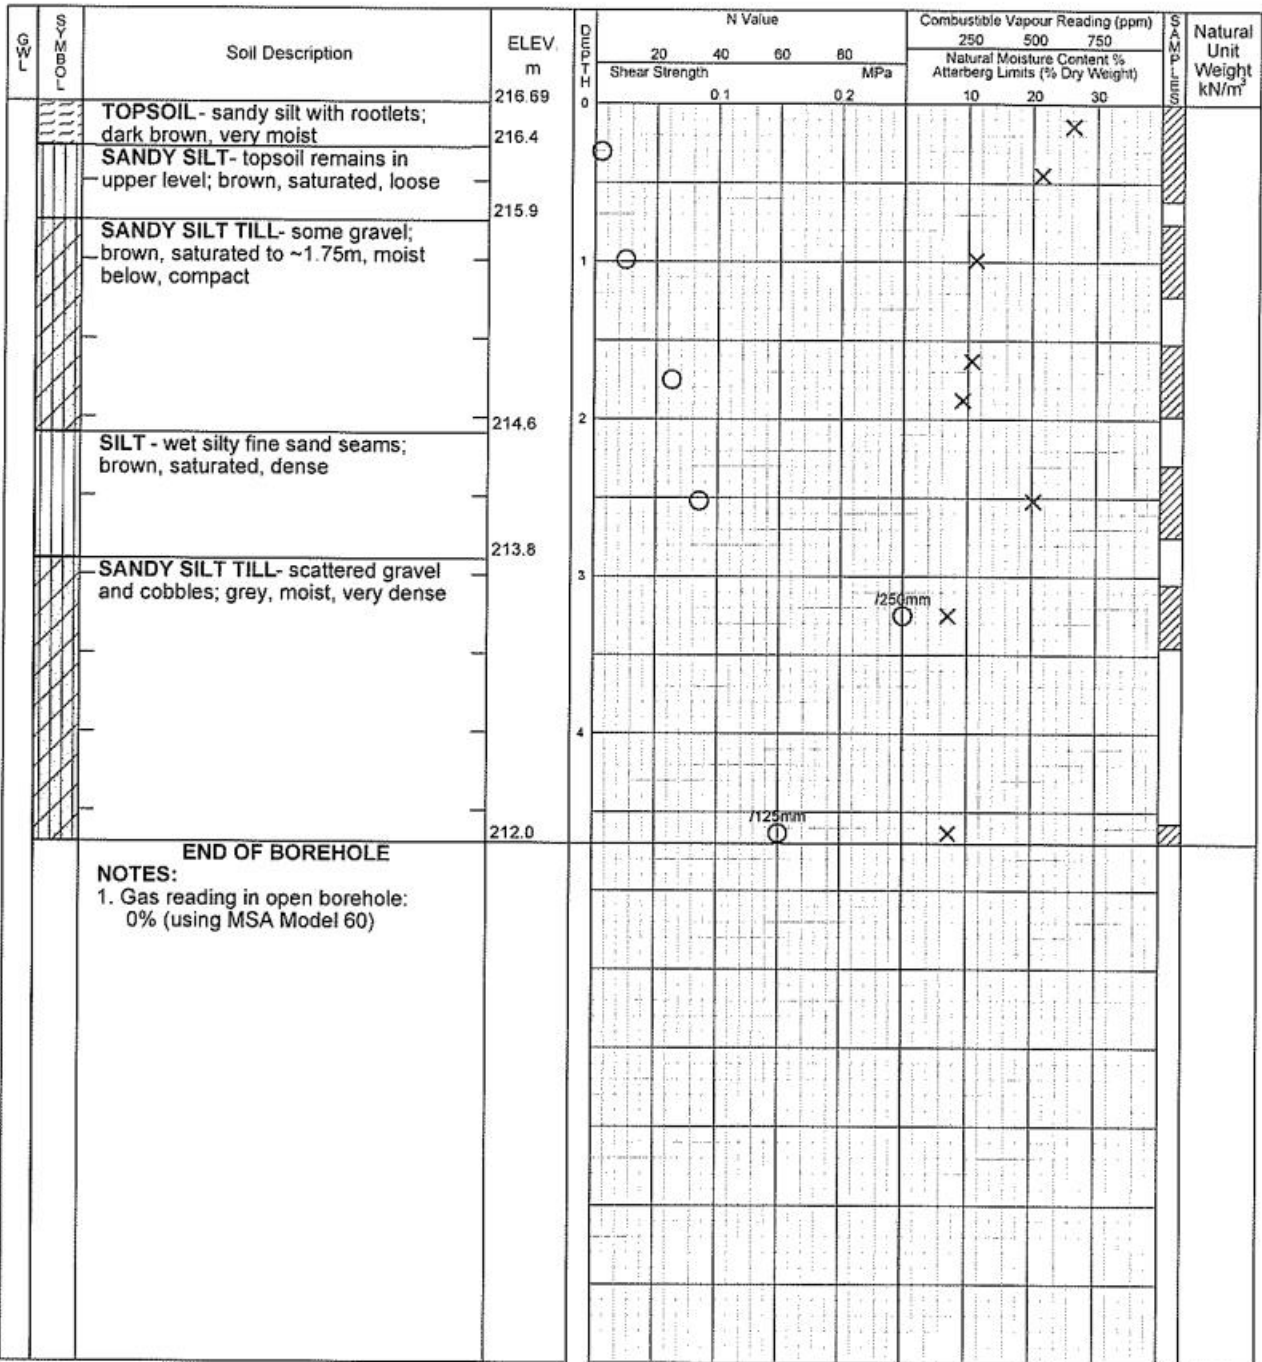 GWL
SYMBOL
Soil Description
ELEV.
m
DEPTH
N Value
20 40 60 80
Shear Strength MPa
0.1 0.2
Combustible Vapour Reading (ppm)
250 500 750
Natural Moisture Content %
Atterberg Limits (% Dry Weight)
10 20 30
SAMPLES
Natural
Unit
Weight
kN/m³
216.69
0
TOPSOIL- sandy silt with rootlets;
dark brown, very moist
216.4
SANDY SILT- topsoil remains in
upper level; brown, saturated, loose
215.9
SANDY SILT TILL- some gravel;
brown, saturated to ~1.75m, moist
below, compact
1
214.6
2
SILT - wet silty fine sand seams;
brown, saturated, dense
213.8
SANDY SILT TILL- scattered gravel
and cobbles; grey, moist, very dense
3
/250mm
4
/125mm
212.0
END OF BOREHOLE
NOTES:
1. Gas reading in open borehole:
0% (using MSA Model 60)